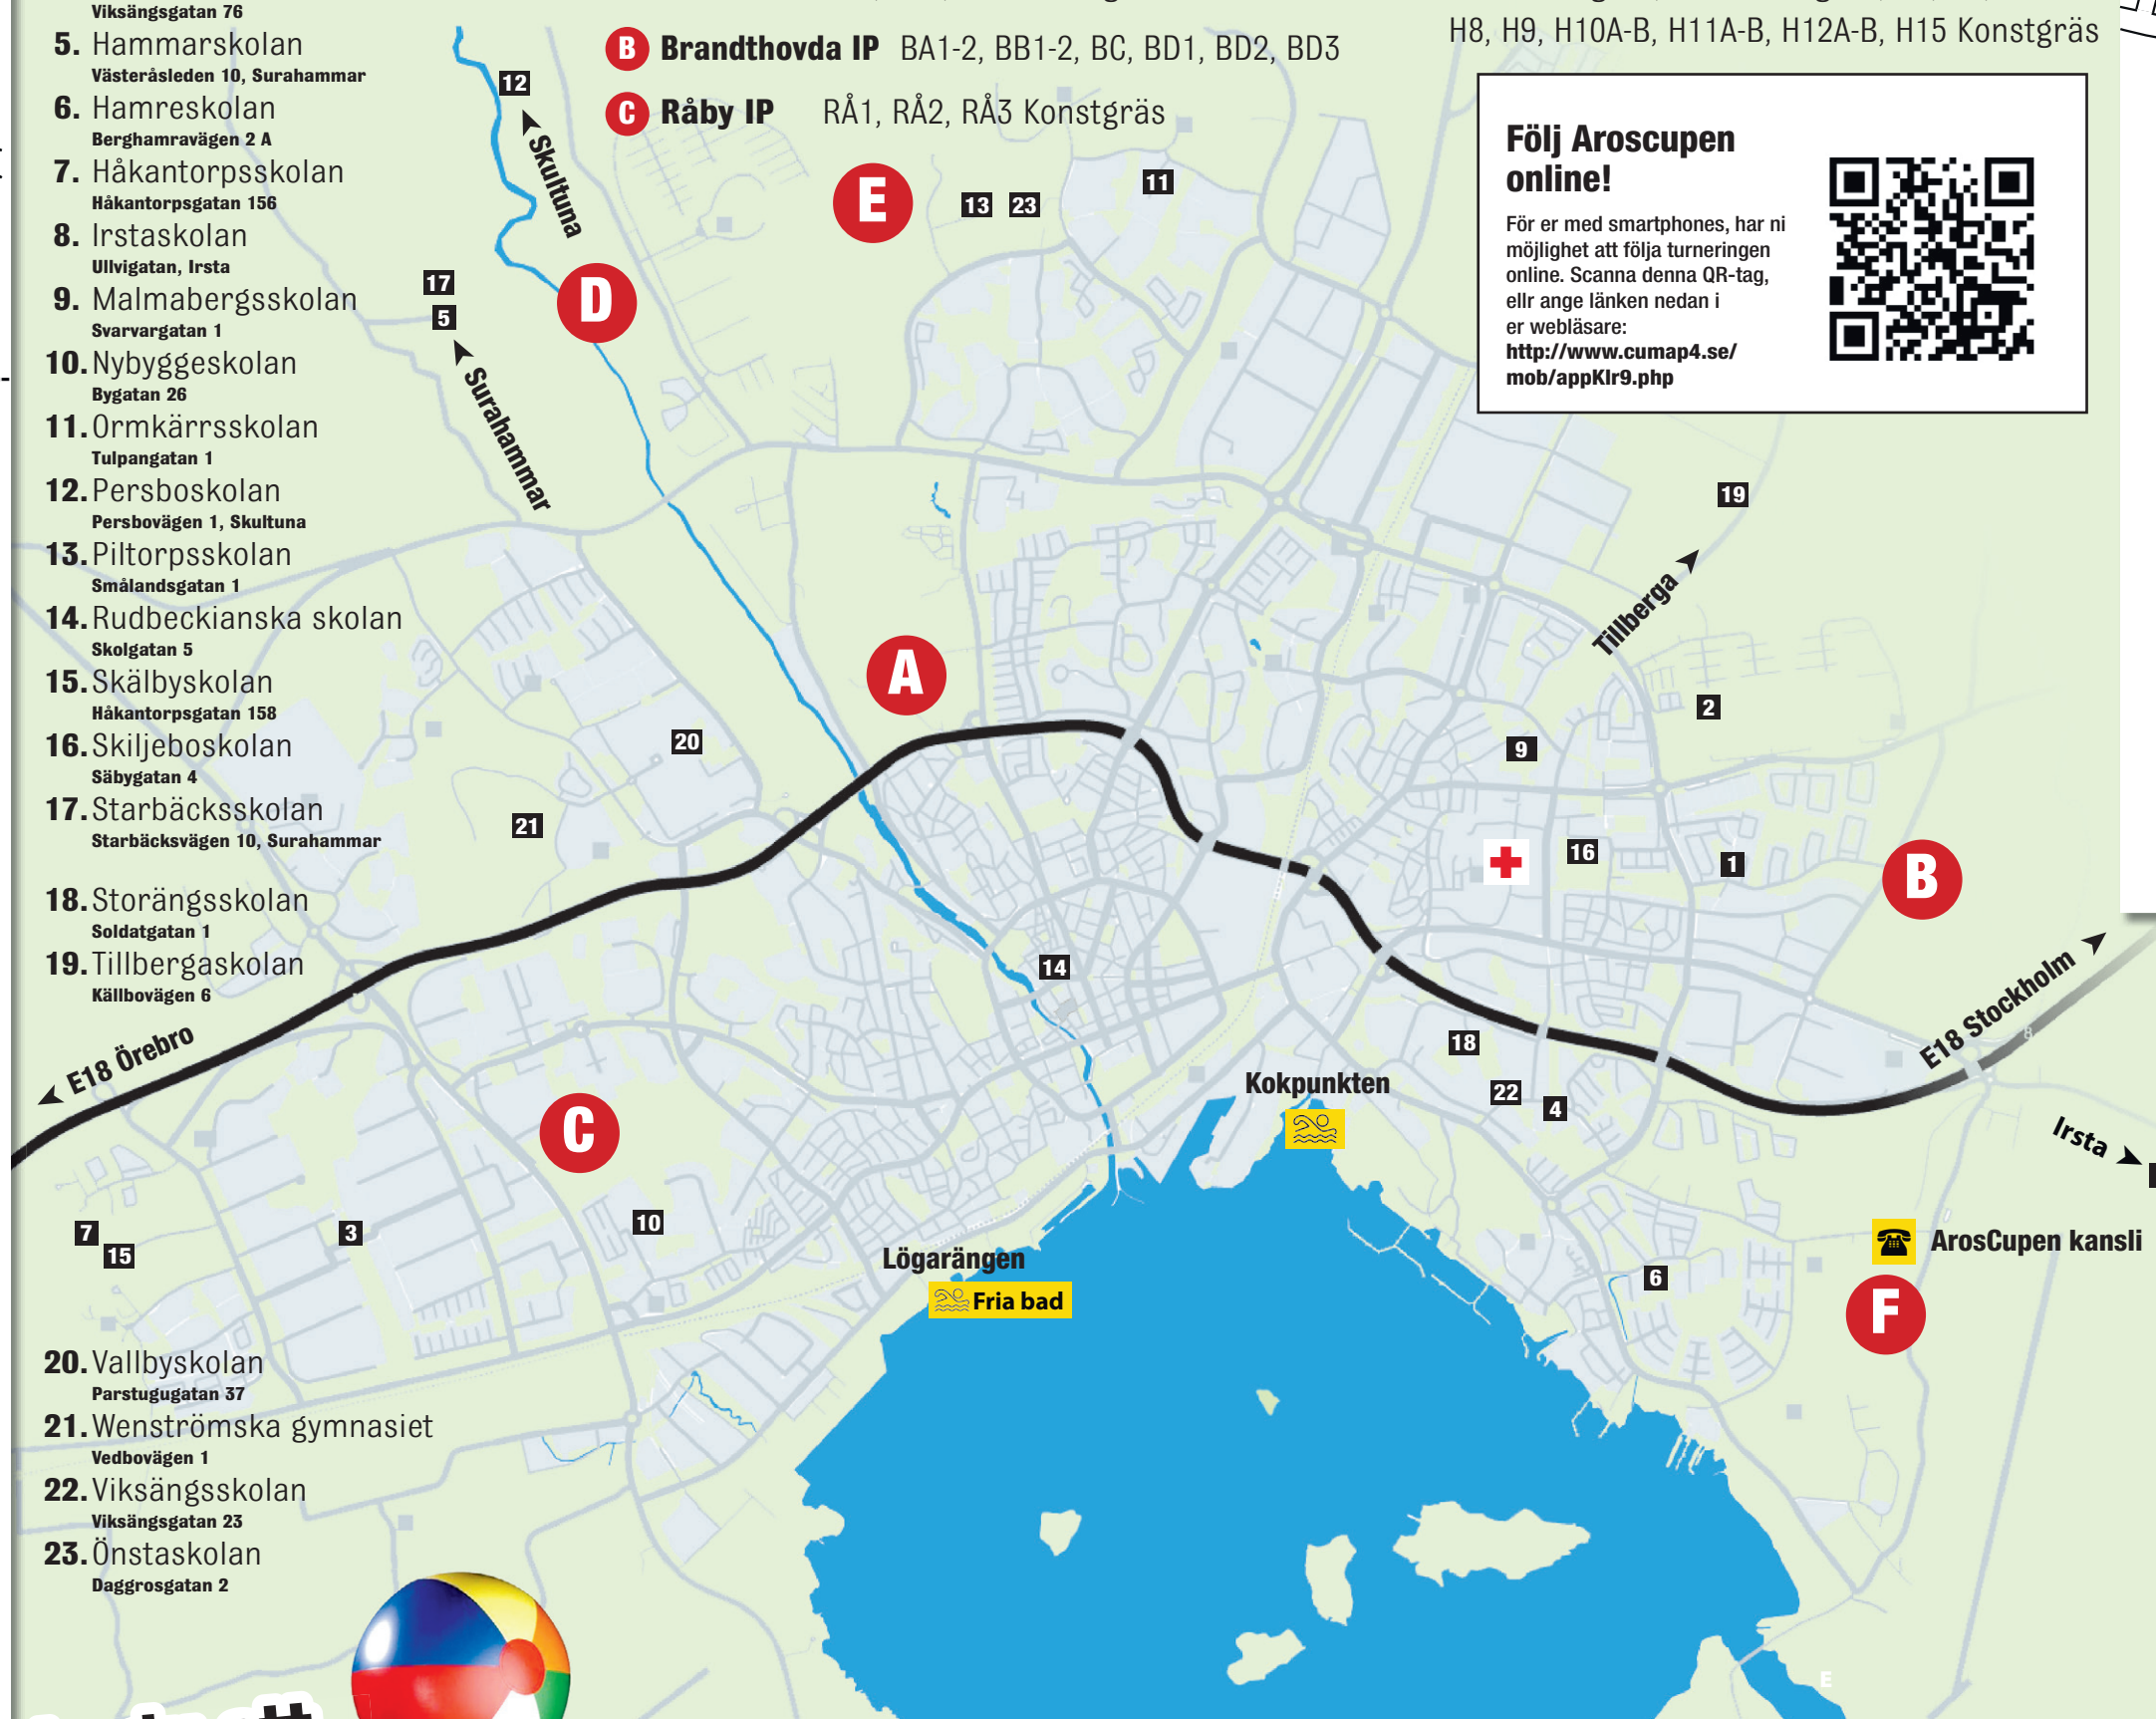 Viksängsgatan 76
5. Hammarskolan
Västeråsleden 10, Surahammar
6. Hamreskolan
Berghamravägen 2 A
7. Håkantorpsskolan
Håkantorpsgatan 156
8. Irstaskolan
Ullvigatan, Irsta
9. Malmabergsskolan
Svarvargatan 1
10. Nybyggeskolan
Bygatan 26
11. Ormkärrsskolan
Tulpangatan 1
12. Persboskolan
Persbovägen 1, Skultuna
13. Piltorpsskolan
Smålandsgatan 1
14. Rudbeckianska skolan
Skolgatan 5
15. Skälbyskolan
Håkantorpsgatan 158
16. Skiljeboskolan
Säbygatan 4
17. Starbäcksskolan
Starbäcksvägen 10, Surahammar
18. Storängsskolan
Soldatgatan 1
19. Tillbergaskolan
Källbovägen 6
20. Vallbyskolan
Parstugugatan 37
21. Wenströmska gymnasiet
Vedbovägen 1
22. Viksängsskolan
Viksängsgatan 23
23. Önstaskolan
Daggrosgatan 2
B Brandthovda IP BA1-2, BB1-2, BC, BD1, BD2, BD3
C Råby IP RÅ1, RÅ2, RÅ3 Konstgräs
H8, H9, H10A-B, H11A-B, H12A-B, H15 Konstgräs
Följ Aroscupen
online!
För er med smartphones, har ni
möjlighet att följa turneringen
online. Scanna denna QR-tag,
ellr ange länken nedan i
er webläsare:
http://www.cumap4.se/
mob/appKlr9.php
12
Skultuna
E
13
23
11
17
5
D
Surahammar
19
Tillberga
A
2
20
9
21
16
1
B
14
E18 Stockholm
8
E18 Örebro
18
Kokpunkten
22
4
C
Irsta
7
15
3
10
Lögarängen
Fria bad
ArosCupen kansli
6
F
E